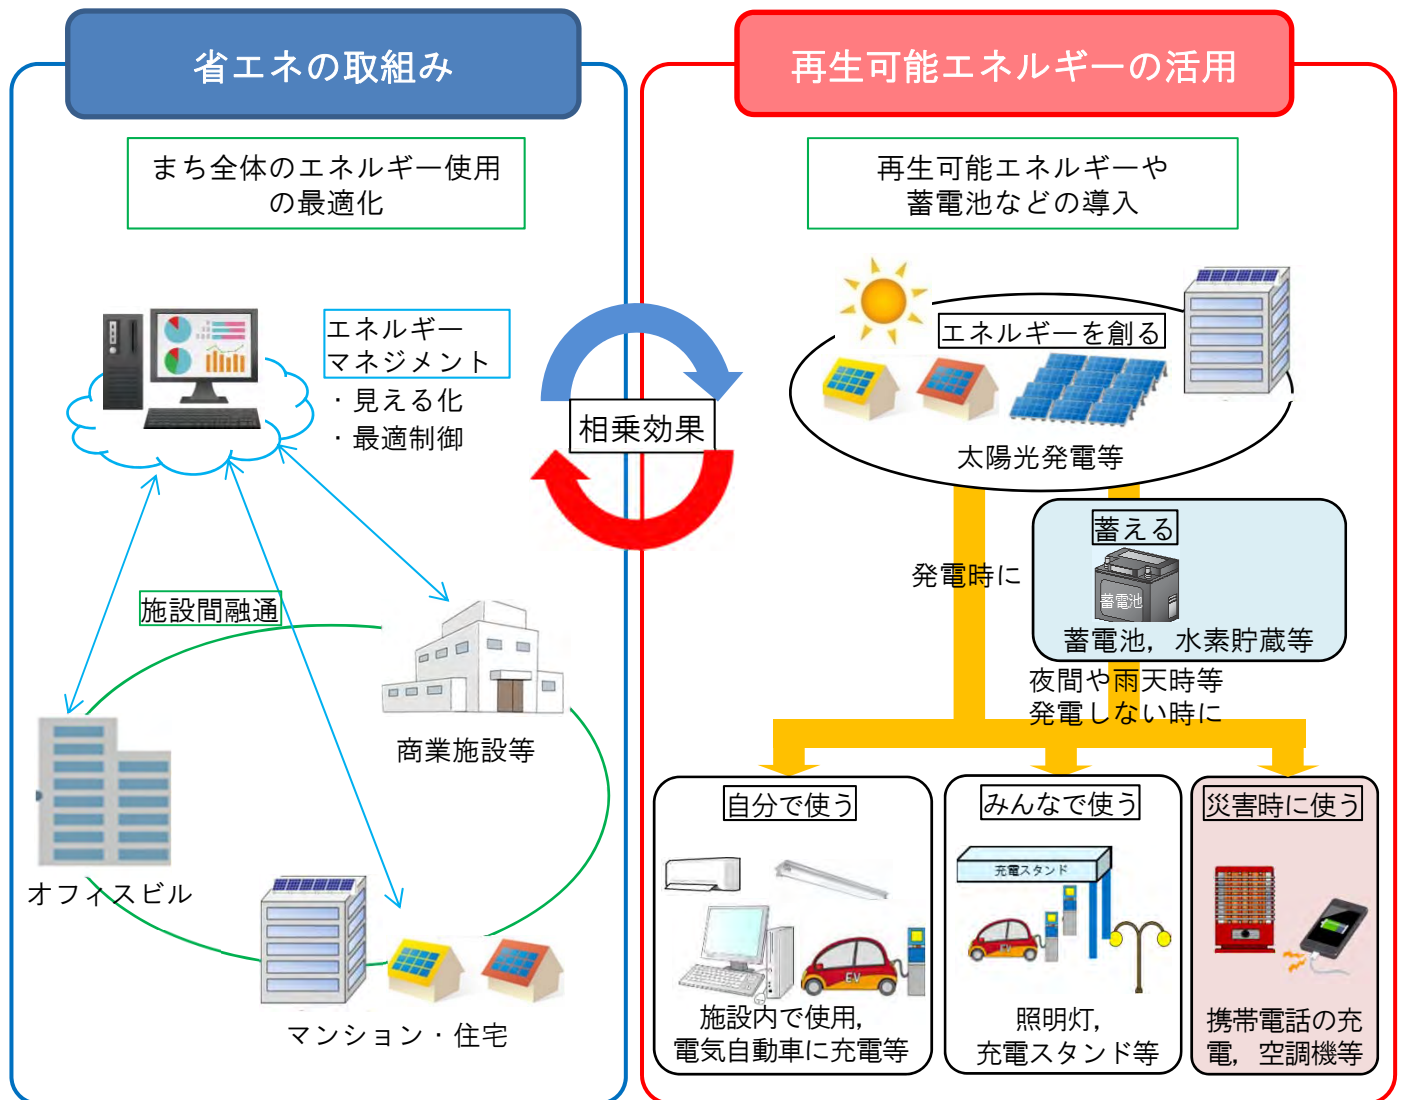 省エネの取組み
まち全体のエネルギー使用
の最適化
エネルギー
マネジメント
・見える化
・最適制御
施設間融通
商業施設等
オフィスビル
マンション・住宅
相乗効果
再生可能エネルギーの活用
再生可能エネルギーや
蓄電池などの導入
エネルギーを創る
太陽光発電等
発電時に
蓄える
蓄電池
蓄電池，水素貯蔵等
夜間や雨天時等
発電しない時に
自分で使う
EV
施設内で使用，
電気自動車に充電等
みんなで使う
充電スタンド
EV
照明灯，
充電スタンド等
災害時に使う
携帯電話の充
電，空調機等